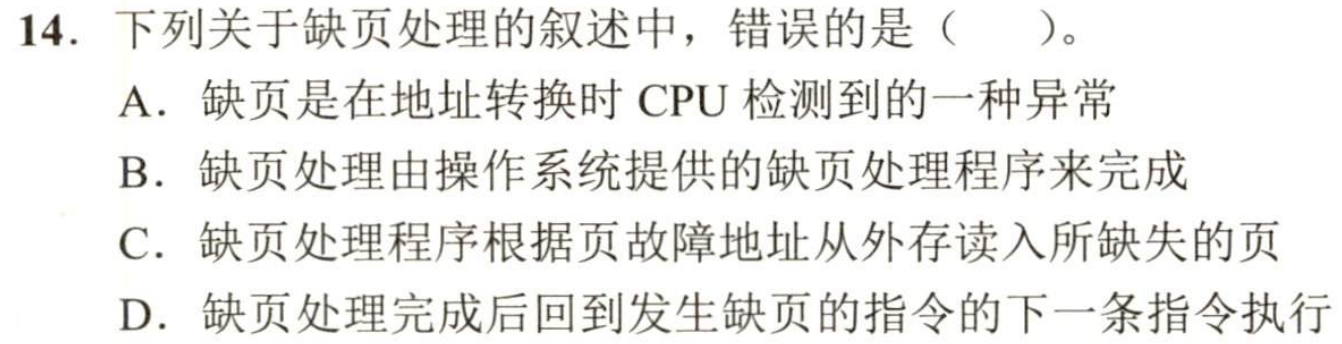 14. 下列关于缺页处理的叙述中，错误的是（　　）。
A. 缺页是在地址转换时 CPU 检测到的一种异常
B. 缺页处理由操作系统提供的缺页处理程序来完成
C. 缺页处理程序根据页故障地址从外存读入所缺失的页
D. 缺页处理完成后回到发生缺页的指令的下一条指令执行